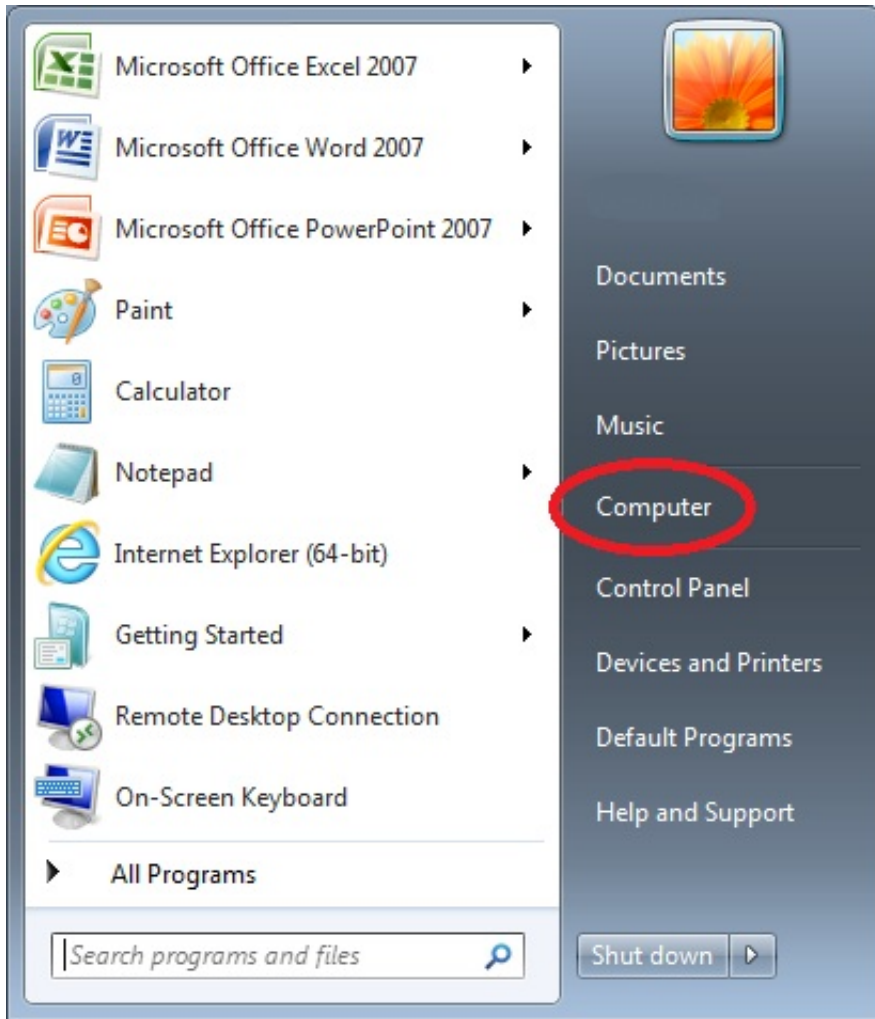 Microsoft Office Excel 2007
Microsoft Office Word 2007
Microsoft Office PowerPoint 2007
Paint
Calculator
Notepad
Internet Explorer (64-bit)
Getting Started
Remote Desktop Connection
On-Screen Keyboard
All Programs
Search programs and files
Documents
Pictures
Music
Computer
Control Panel
Devices and Printers
Default Programs
Help and Support
Shut down